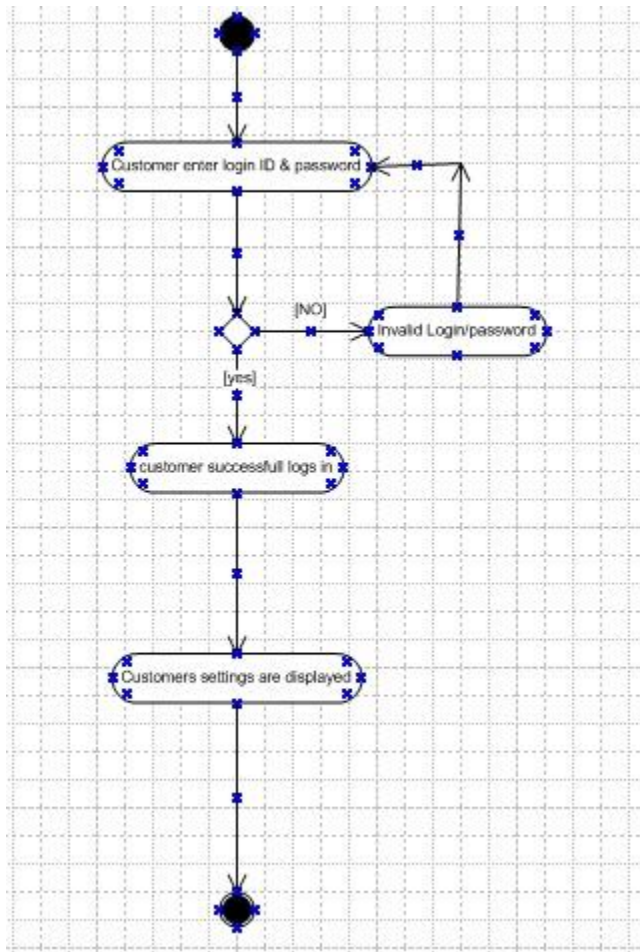 Customer enter login ID & password
[NO]
Invalid Login/password
[yes]
customer successfull logs in
Customers settings are displayed